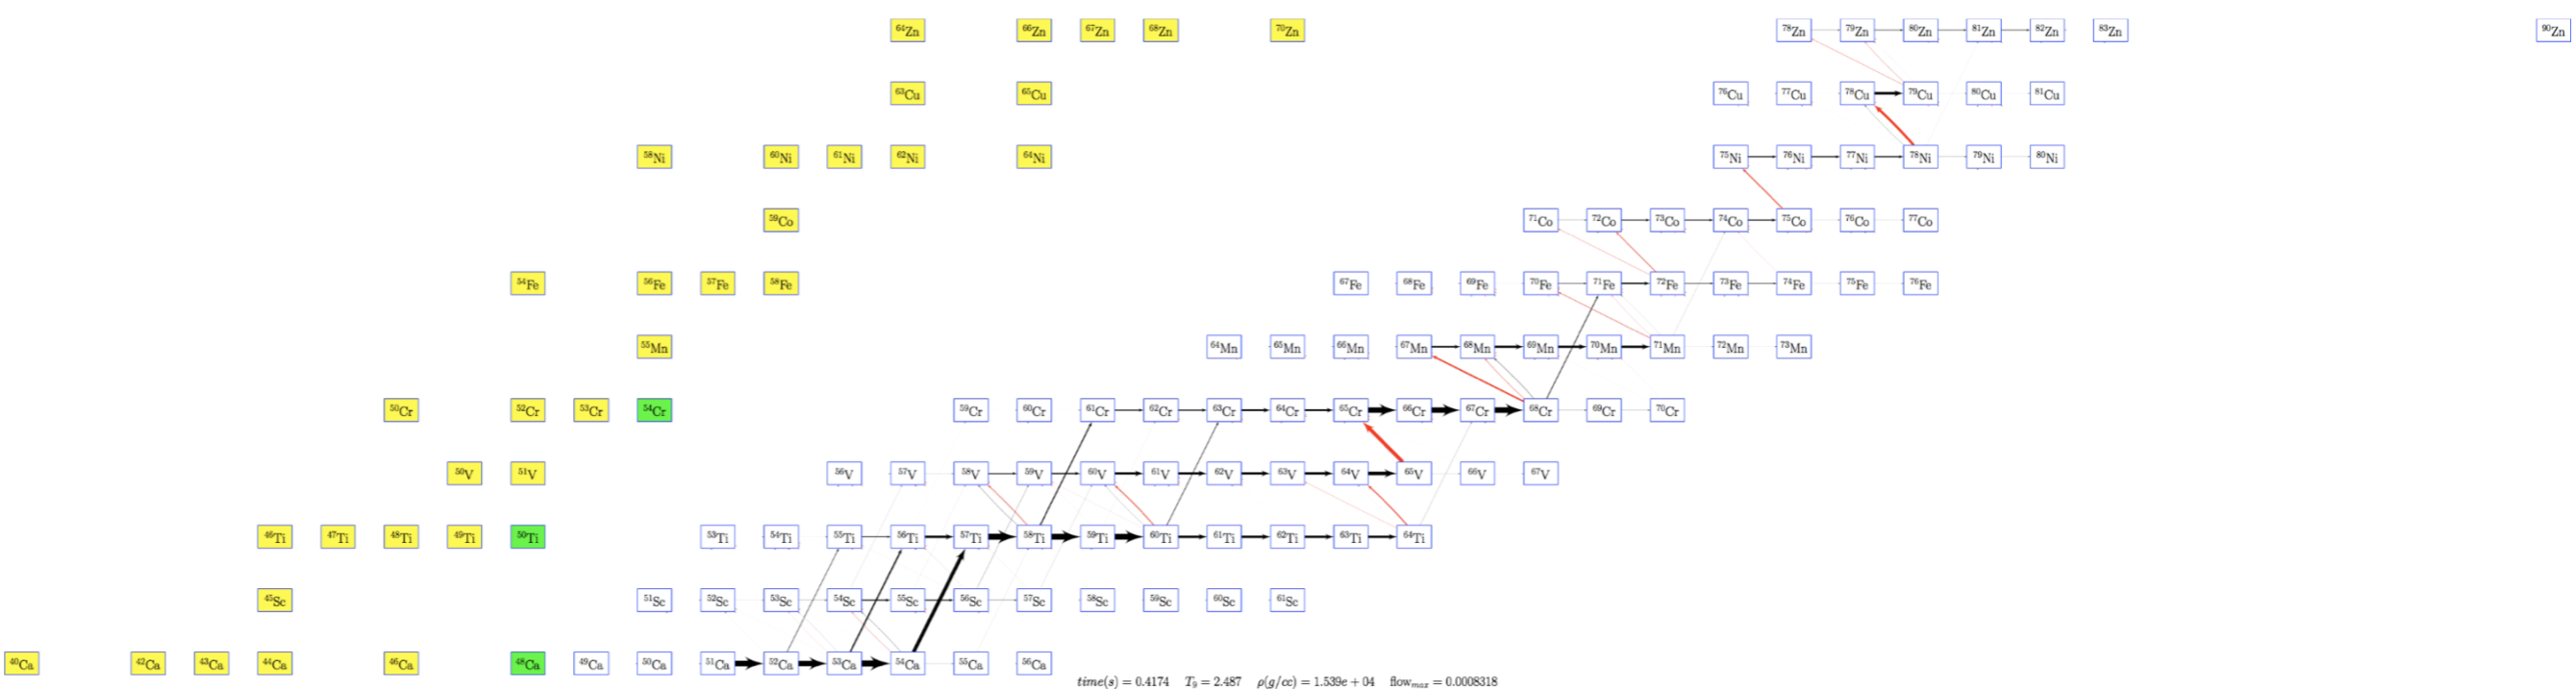 ⁶⁴Zn ⁶⁶Zn ⁶⁷Zn ⁶⁸Zn ⁷⁰Zn ⁷⁸Zn ⁷⁹Zn ⁸⁰Zn ⁸¹Zn ⁸²Zn ⁸³Zn ⁹⁰Zn
⁶³Cu ⁶⁵Cu ⁷⁶Cu ⁷⁷Cu ⁷⁸Cu ⁷⁹Cu ⁸⁰Cu ⁸¹Cu
⁵⁸Ni ⁶⁰Ni ⁶¹Ni ⁶²Ni ⁶⁴Ni ⁷⁵Ni ⁷⁶Ni ⁷⁷Ni ⁷⁸Ni ⁷⁹Ni ⁸⁰Ni
⁵⁹Co ⁷¹Co ⁷²Co ⁷³Co ⁷⁴Co ⁷⁵Co ⁷⁶Co ⁷⁷Co
⁵⁴Fe ⁵⁶Fe ⁵⁷Fe ⁵⁸Fe ⁶⁷Fe ⁶⁸Fe ⁶⁹Fe ⁷⁰Fe ⁷¹Fe ⁷²Fe ⁷³Fe ⁷⁴Fe ⁷⁵Fe ⁷⁶Fe
⁵⁵Mn ⁶⁴Mn ⁶⁵Mn ⁶⁶Mn ⁶⁷Mn ⁶⁸Mn ⁶⁹Mn ⁷⁰Mn ⁷¹Mn ⁷²Mn ⁷³Mn
⁵⁰Cr ⁵²Cr ⁵³Cr ⁵⁴Cr ⁵⁹Cr ⁶⁰Cr ⁶¹Cr ⁶²Cr ⁶³Cr ⁶⁴Cr ⁶⁵Cr ⁶⁶Cr ⁶⁷Cr ⁶⁸Cr ⁶⁹Cr ⁷⁰Cr
⁵⁰V ⁵¹V ⁵⁶V ⁵⁷V ⁵⁸V ⁵⁹V ⁶⁰V ⁶¹V ⁶²V ⁶³V ⁶⁴V ⁶⁵V ⁶⁶V ⁶⁷V
⁴⁶Ti ⁴⁷Ti ⁴⁸Ti ⁴⁹Ti ⁵⁰Ti ⁵³Ti ⁵⁴Ti ⁵⁵Ti ⁵⁶Ti ⁵⁷Ti ⁵⁸Ti ⁵⁹Ti ⁶⁰Ti ⁶¹Ti ⁶²Ti ⁶³Ti ⁶⁴Ti
⁴⁵Sc ⁵¹Sc ⁵²Sc ⁵³Sc ⁵⁴Sc ⁵⁵Sc ⁵⁶Sc ⁵⁷Sc ⁵⁸Sc ⁵⁹Sc ⁶⁰Sc ⁶¹Sc
⁴⁰Ca ⁴²Ca ⁴³Ca ⁴⁴Ca ⁴⁶Ca ⁴⁸Ca ⁴⁹Ca ⁵⁰Ca ⁵¹Ca ⁵²Ca ⁵³Ca ⁵⁴Ca ⁵⁵Ca ⁵⁶Ca
time(s) = 0.4174 T₉ = 2.487 ρ(g/cc) = 1.539e + 04 flowₘₐₓ = 0.0008318